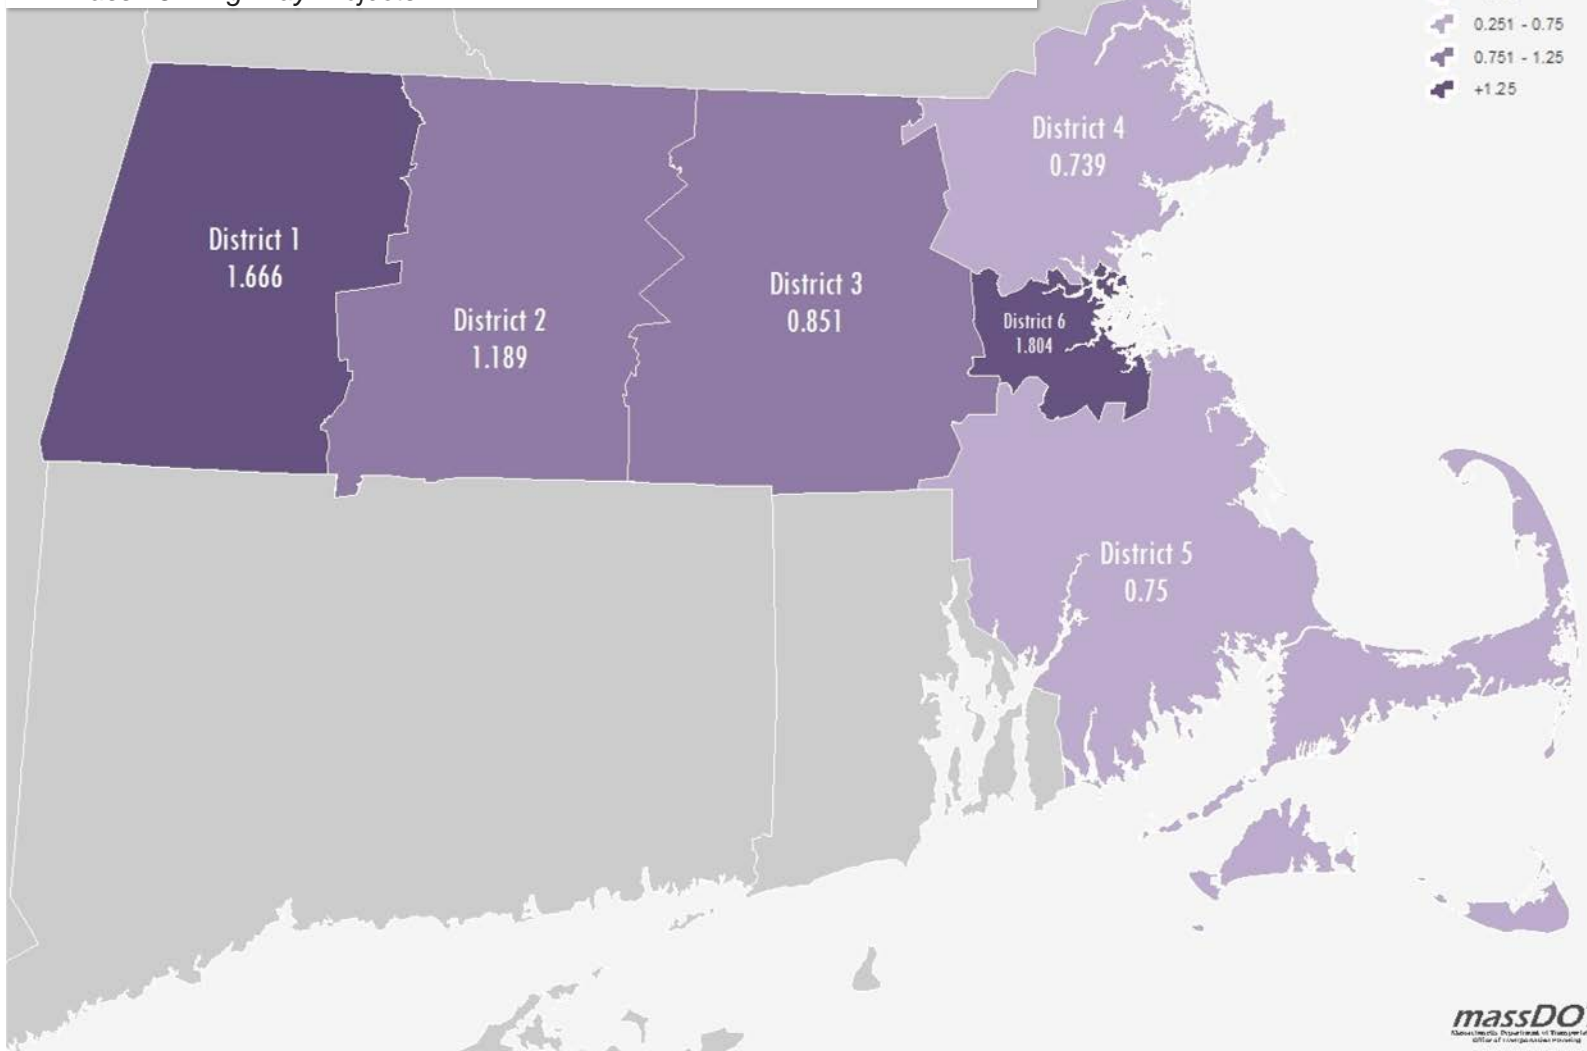 0.251 - 0.75
0.751 - 1.25
+1.25
District 4
0.739
District 1
1.666
District 3
0.851
District 2
1.189
District 6
1.804
District 5
0.75
massDO